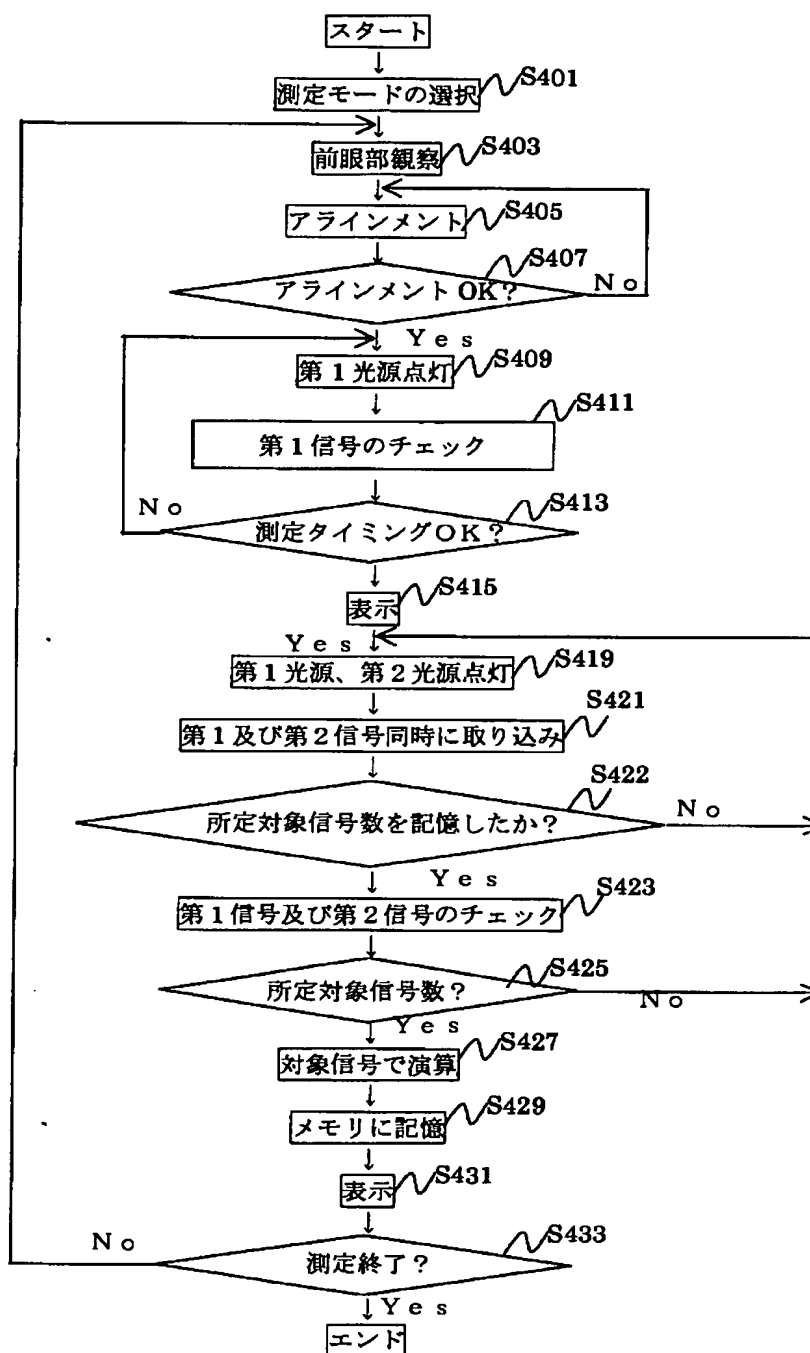 スタート
測定モードの選択 S401
前眼部観察 S403
アラインメント S405
S407
アラインメントOK? No
Yes
第1光源点灯 S409
S411
第1信号のチェック
No S413
測定タイミングOK?
表示 S415
Yes
第1光源、第2光源点灯 S419
第1及び第2信号同時に取り込み S421
S422
所定対象信号数を記憶したか? No
Yes
第1信号及び第2信号のチェック S423
S425
所定対象信号数? No
Yes
対象信号で演算 S427
メモリに記憶 S429
表示 S431
No S433
測定終了?
Yes
エンド